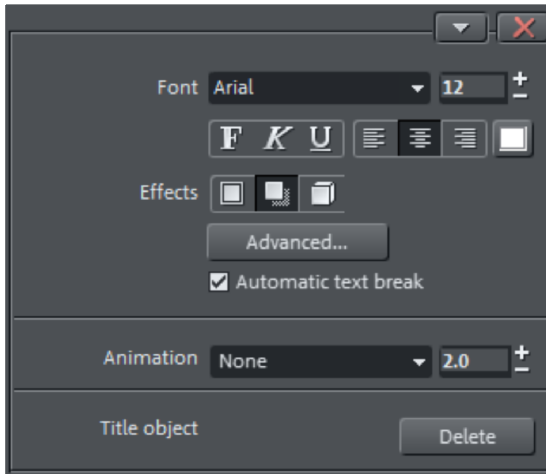 Font Arial 12
F K U
Effects
Advanced...
Automatic text break
Animation None 2.0
Title object Delete